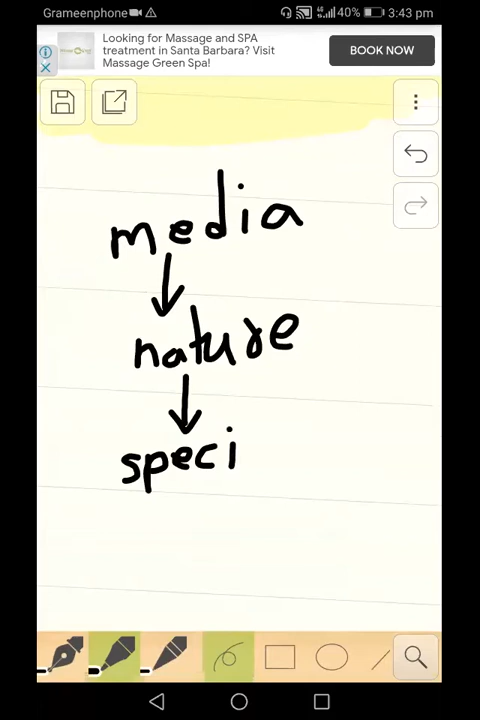 Grameenphone 40% 3:43 pm
Looking for Massage and SPA
treatment in Santa Barbara? Visit
Massage Green Spa!
BOOK NOW
media
nature
speci